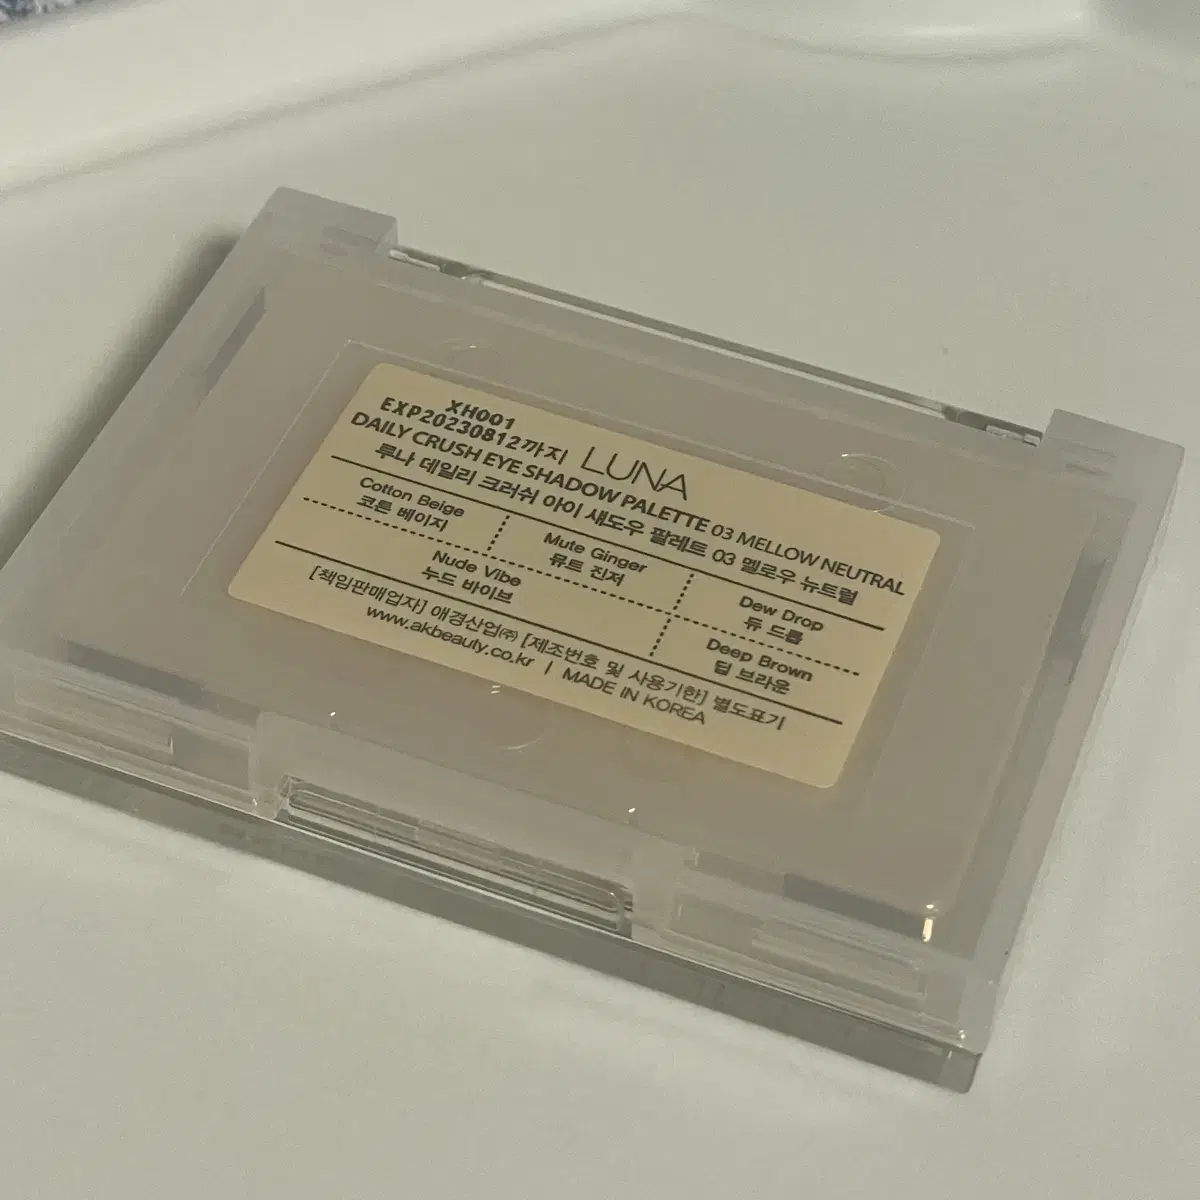 XH001
EXP20230812까지
LUNA
DAILY CRUSH EYE SHADOW PALETTE 03 MELLOW NEUTRAL
루나 데일리 크러쉬 아이 섀도우 팔레트 03 멜로우 뉴트럴
Cotton Beige
코튼 베이지
Mute Ginger
뮤트 진저
Dew Drop
듀 드롭
Nude Vibe
누드 바이브
Deep Brown
딥 브라운
[책임판매업자] 애경산업㈜ [제조번호 및 사용기한] 별도표기
www.akbeauty.co.kr | MADE IN KOREA